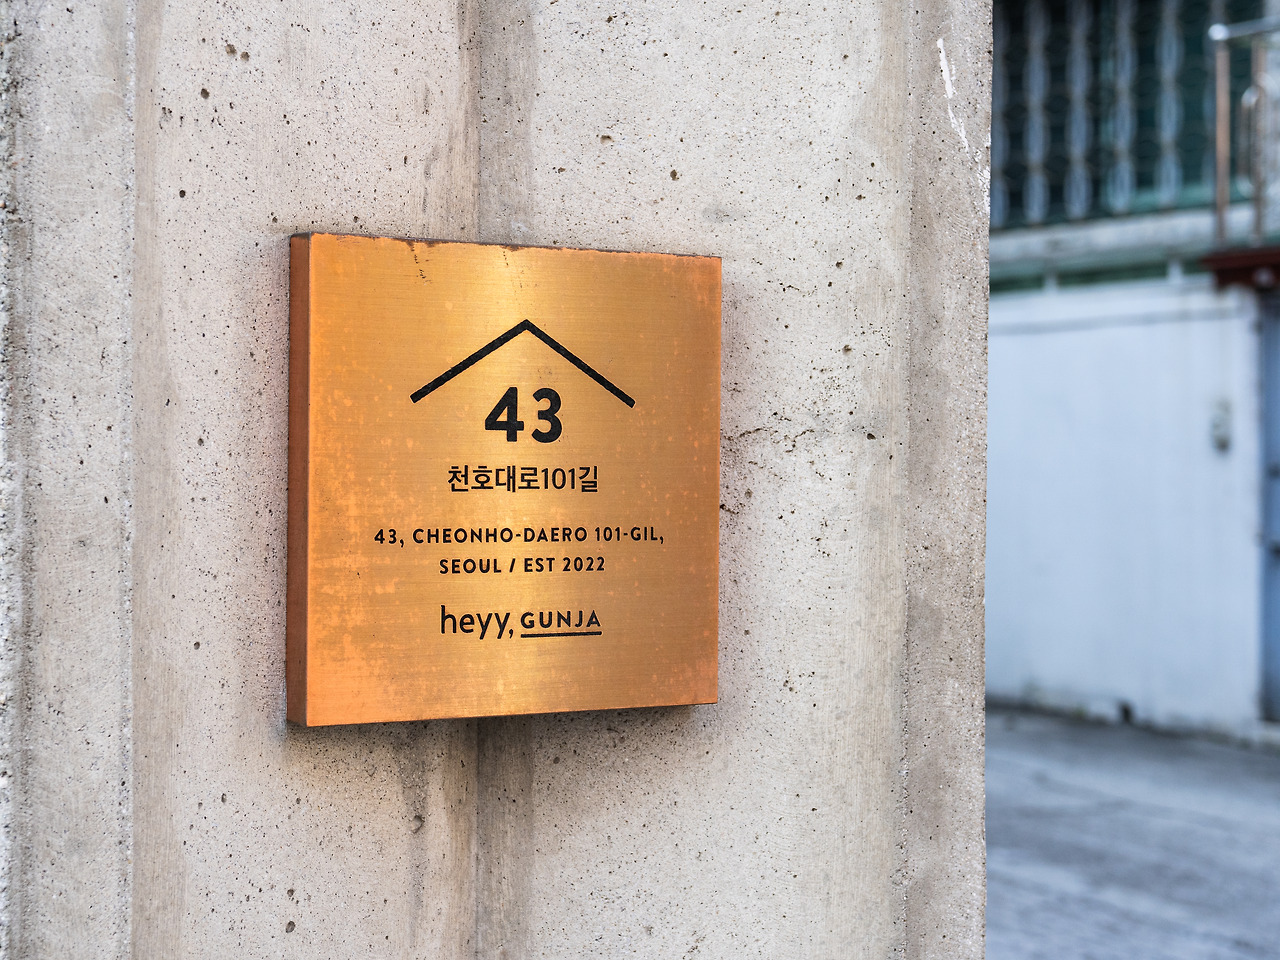 43
천호대로101길
43, CHEONHO-DAERO 101-GIL,
SEOUL / EST 2022
heyy, GUNJA